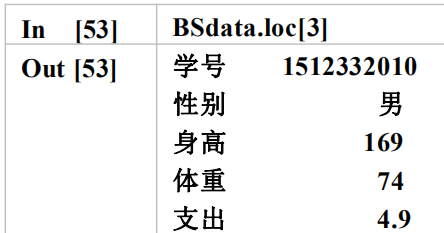 In [53] BSdata.loc[3]
Out [53] 学号 1512332010
性别 男
身高 169
体重 74
支出 4.9